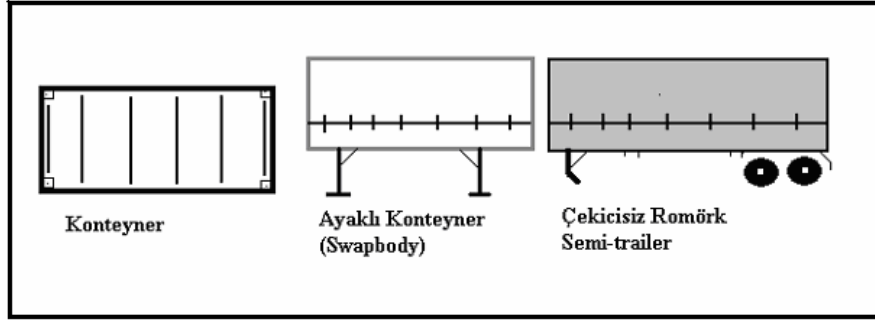 Konteyner
Ayaklı Konteyner
(Swapbody)
Çekicisiz Romörk
Semi-trailer